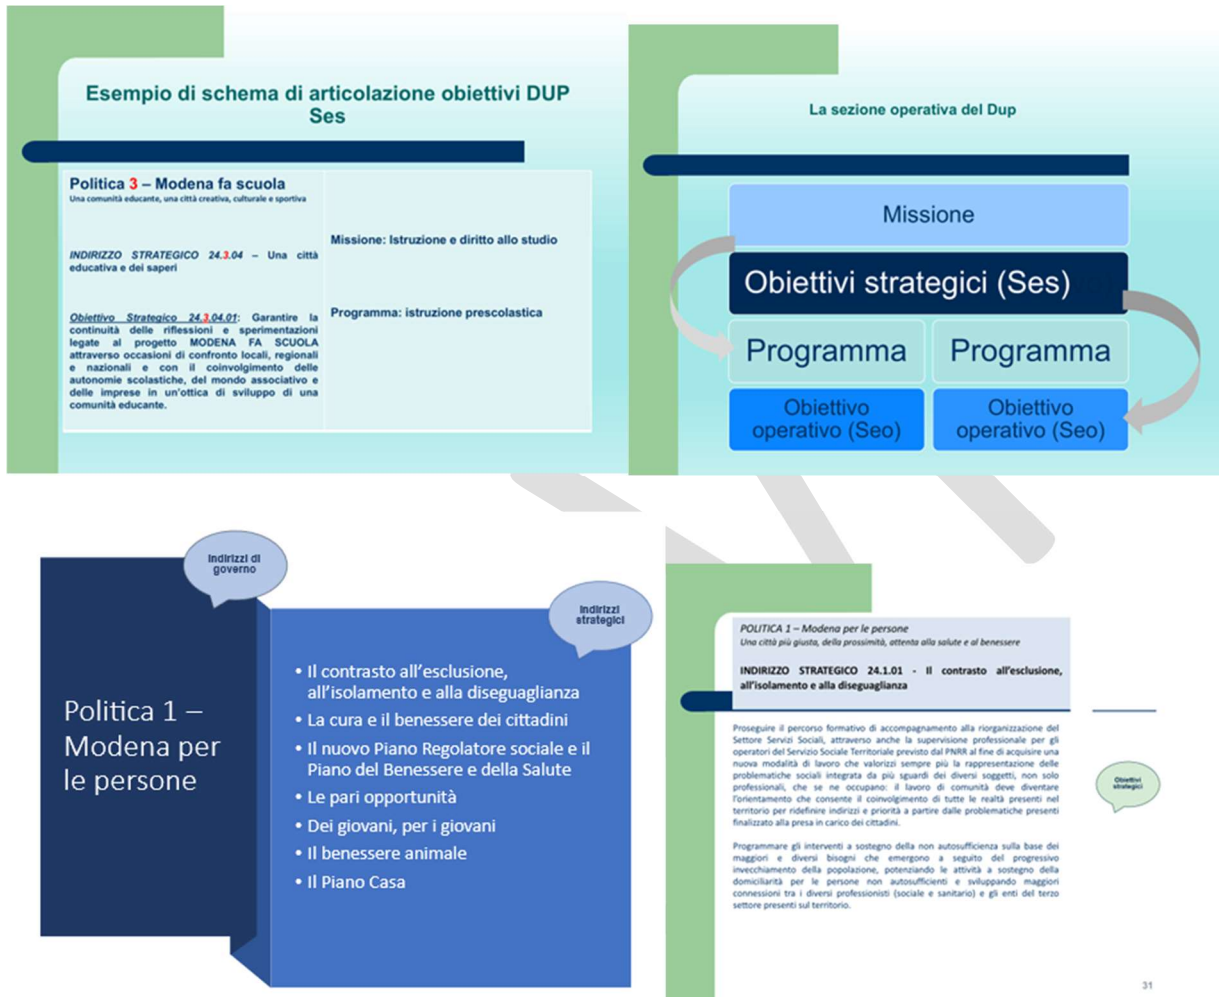 Esempio di schema di articolazione obiettivi DUP
Ses
Politica 3 – Modena fa scuola
Una comunità educante, una città creativa, culturale e sportiva
INDIRIZZO STRATEGICO 24.3.04 – Una città
educativa e dei saperi
Obiettivo Strategico 24.3.04.01: Garantire la
continuità delle riflessioni e sperimentazioni
legate al progetto MODENA FA SCUOLA
attraverso occasioni di confronto locali, regionali
e nazionali e con il coinvolgimento delle
autonomie scolastiche, del mondo associativo e
delle imprese in un'ottica di sviluppo di una
comunità educante.
Missione: Istruzione e diritto allo studio
Programma: istruzione prescolastica
La sezione operativa del Dup
Missione
Obiettivi strategici (Ses)
Programma
Programma
Obiettivo
operativo (Seo)
Obiettivo
operativo (Seo)
Indirizzi di
governo
Indirizzi
strategici
Politica 1 –
Modena per
le persone
• Il contrasto all'esclusione,
all'isolamento e alla diseguaglianza
• La cura e il benessere dei cittadini
• Il nuovo Piano Regolatore sociale e il
Piano del Benessere e della Salute
• Le pari opportunità
• Dei giovani, per i giovani
• Il benessere animale
• Il Piano Casa
POLITICA 1 – Modena per le persone
Una città più giusta, della prossimità, attenta alla salute e al benessere
INDIRIZZO STRATEGICO 24.1.01 - Il contrasto all'esclusione,
all'isolamento e alla diseguaglianza
Proseguire il percorso formativo di accompagnamento alla riorganizzazione del
Settore Servizi Sociali, attraverso anche la supervisione professionale per gli
operatori del Servizio Sociale Territoriale previsto dal PNRR al fine di acquisire una
nuova modalità di lavoro che valorizzi sempre più la rappresentazione delle
problematiche sociali integrata da più sguardi dei diversi soggetti, non solo
professionali, che se ne occupano: il lavoro di comunità deve diventare
l'orientamento che consente il coinvolgimento di tutte le realtà presenti nel
territorio per ridefinire indirizzi e priorità a partire dalle problematiche presenti
finalizzato alla presa in carico dei cittadini.
Programmare gli interventi a sostegno della non autosufficienza sulla base dei
maggiori e diversi bisogni che emergono a seguito del progressivo
invecchiamento della popolazione, potenziando le attività a sostegno della
domiciliarità per le persone non autosufficienti e sviluppando maggiori
connessioni tra i diversi professionisti (sociale e sanitario) e gli enti del terzo
settore presenti sul territorio.
Obiettivi
strategici
31